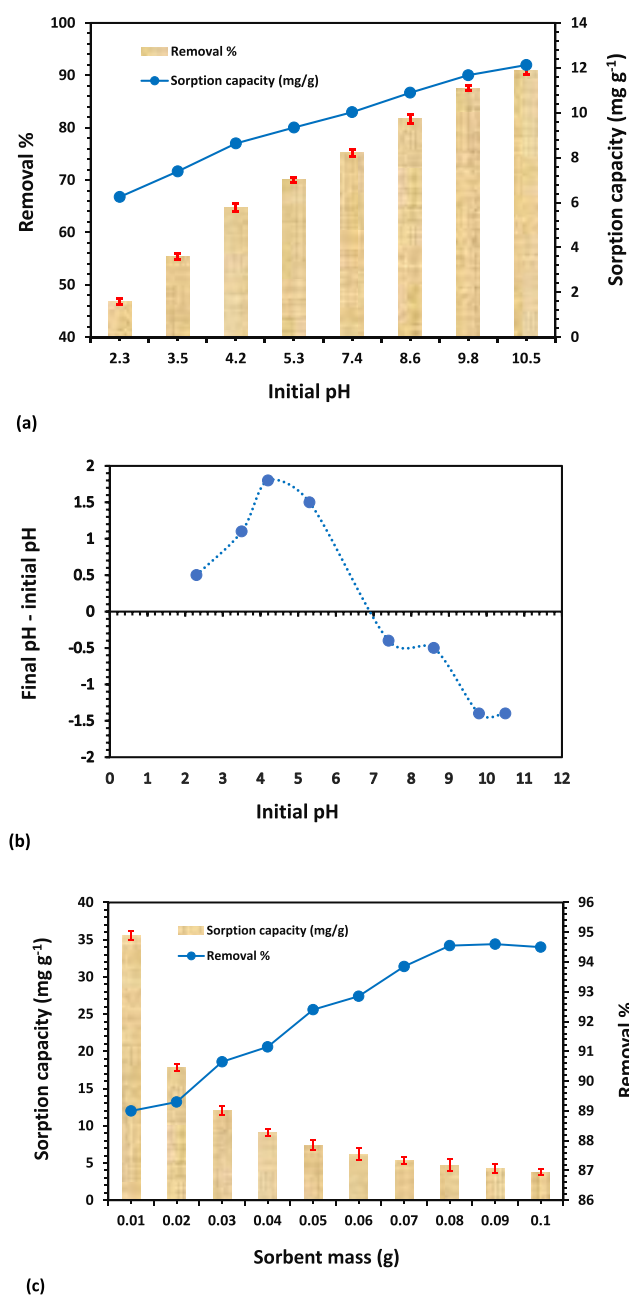 100
90
80
70
60
50
40
Removal %
Removal %
Sorption capacity (mg/g)
14
12
10
8
6
4
2
0
Sorption capacity (mg g-1)
2.3 3.5 4.2 5.3 7.4 8.6 9.8 10.5
Initial pH
(a)
2
1.5
1
0.5
0
-0.5
-1
-1.5
-2
Final pH - initial pH
0 1 2 3 4 5 6 7 8 9 10 11 12
Initial pH
(b)
40
35
30
25
20
15
10
5
0
Sorption capacity (mg g-1)
Sorption capacity (mg/g)
Removal %
96
95
94
93
92
91
90
89
88
87
86
Removal %
0.01 0.02 0.03 0.04 0.05 0.06 0.07 0.08 0.09 0.1
Sorbent mass (g)
(c)